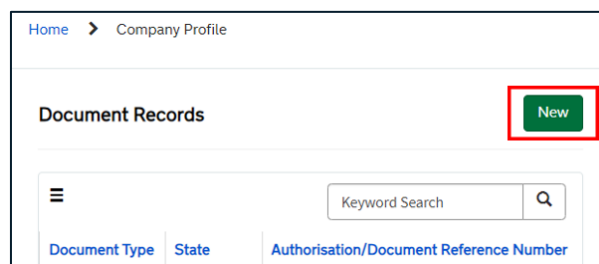 Home > Company Profile
Document Records
New
Keyword Search
Document Type State Authorisation/Document Reference Number